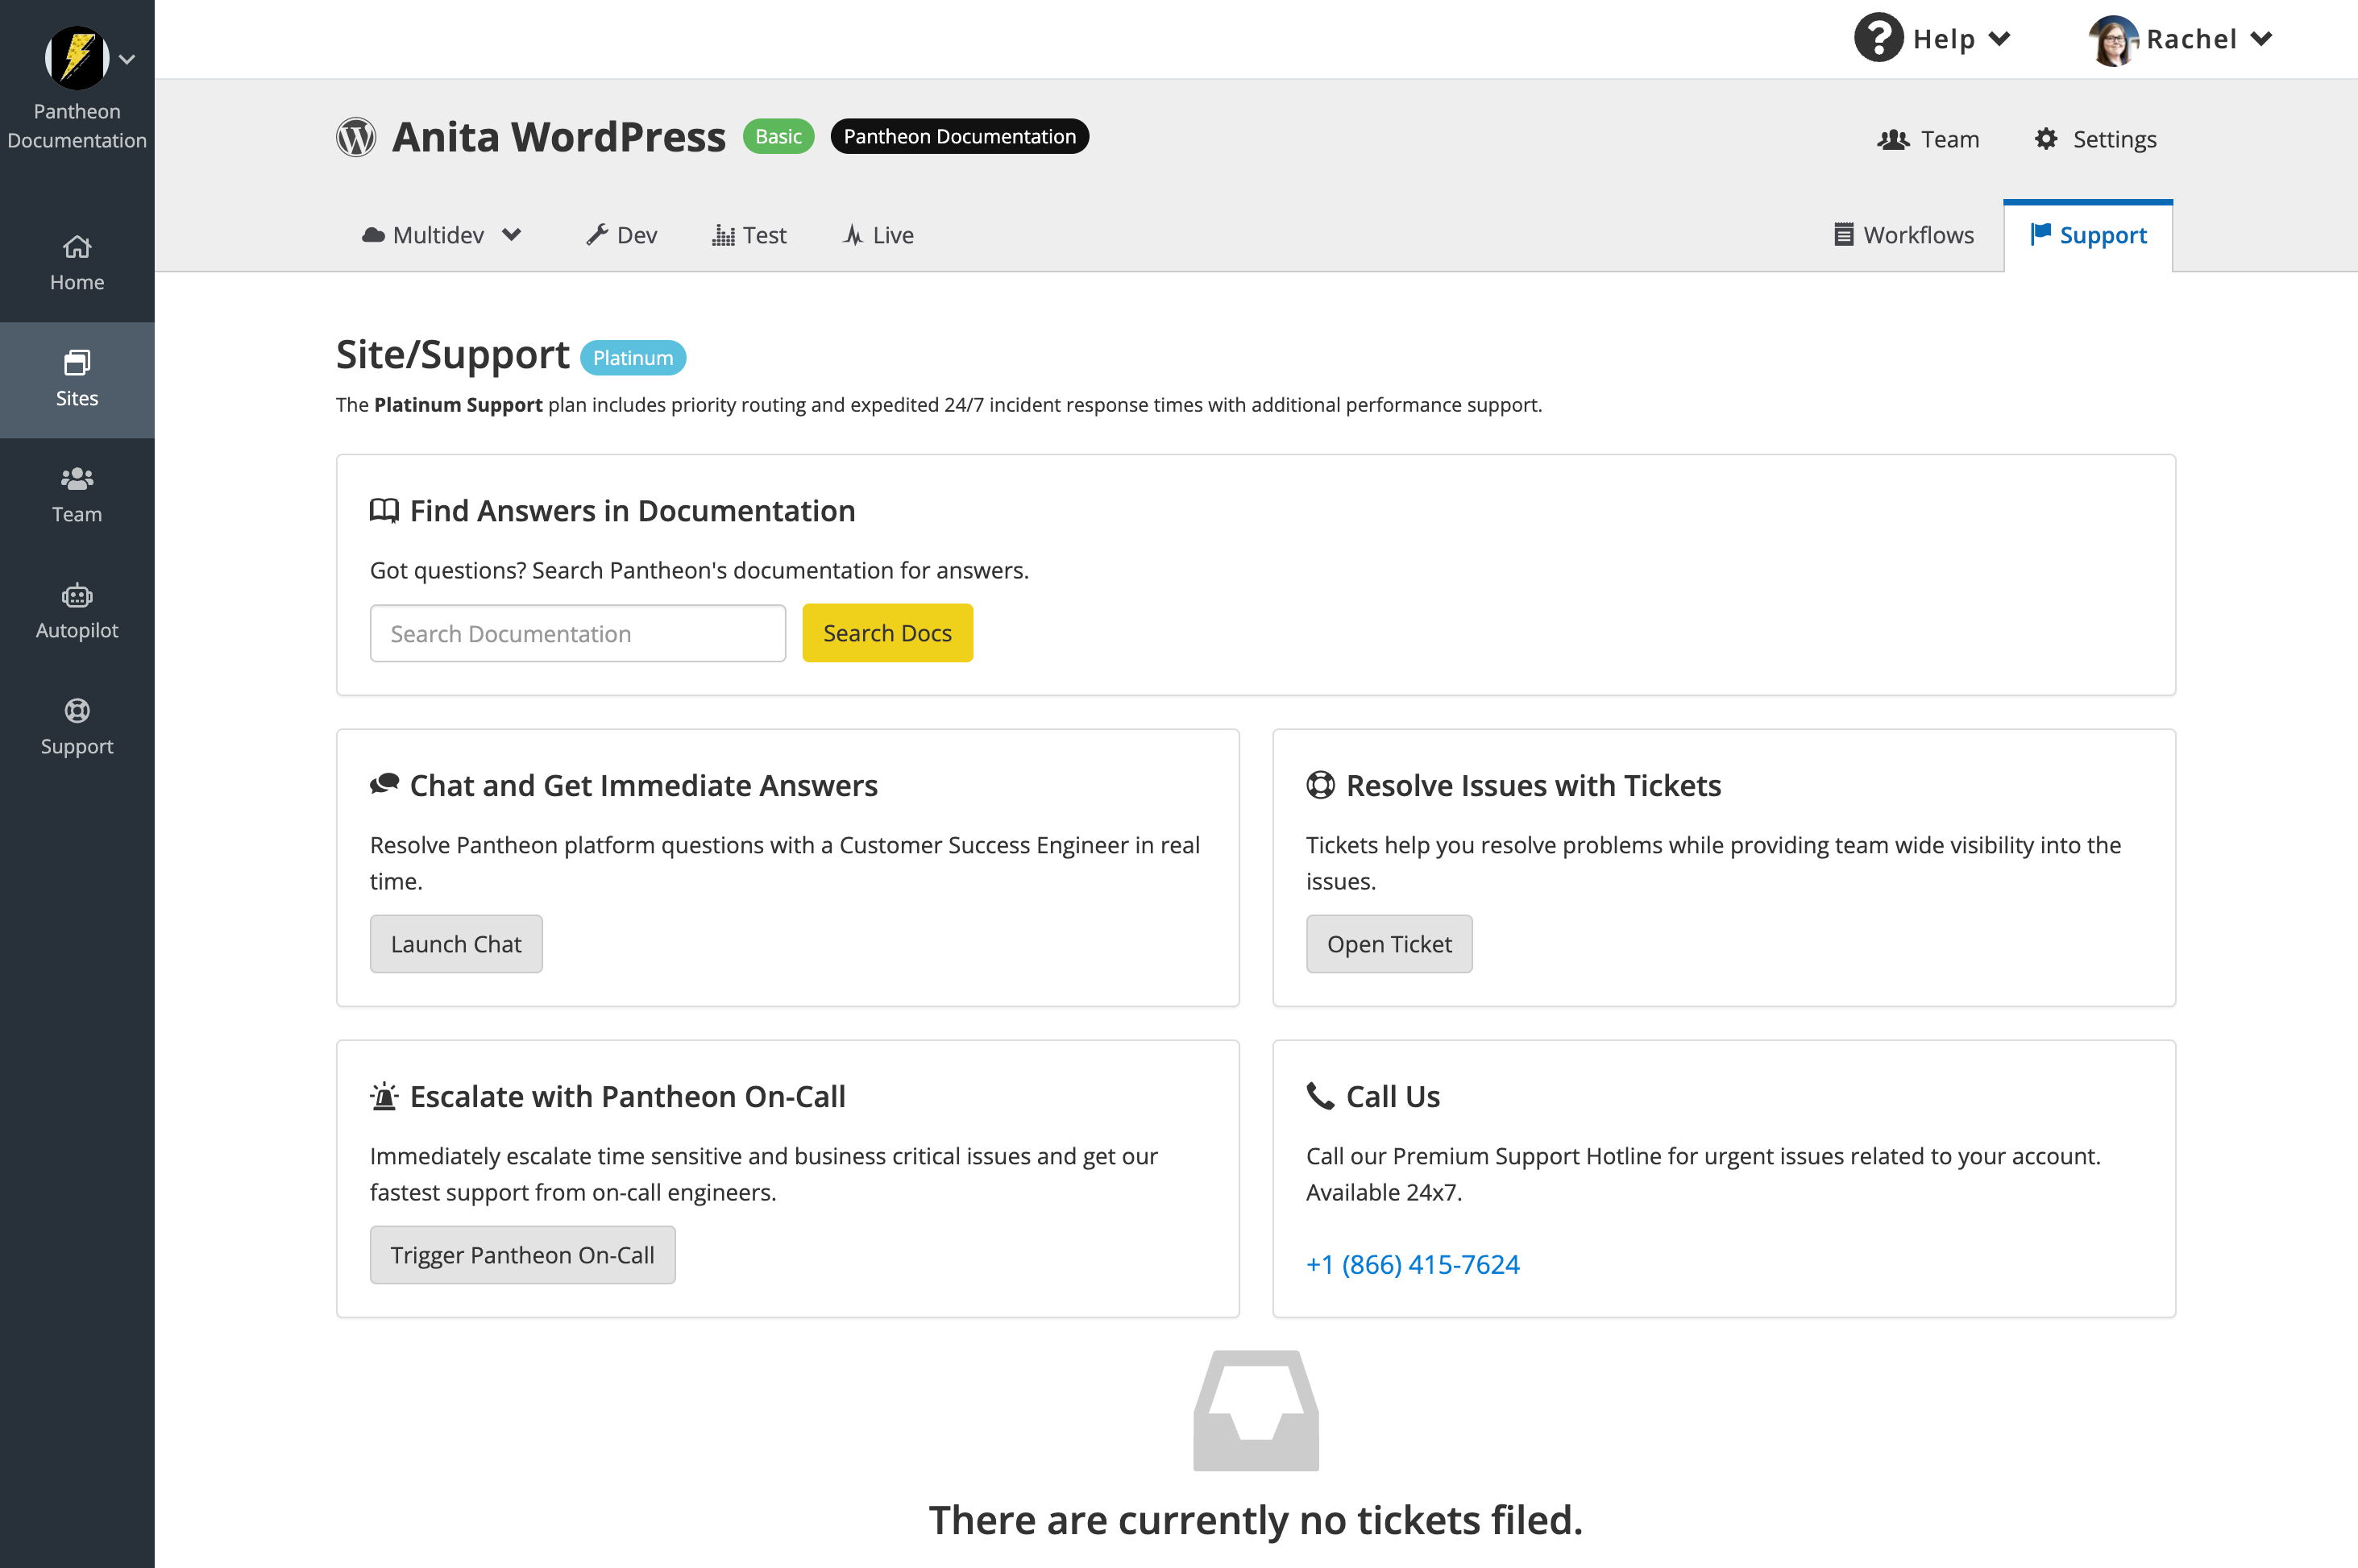 Pantheon
Documentation
Home
Sites
Team
Autopilot
Support
Help
Rachel
Anita WordPress Basic Pantheon Documentation
Team Settings
Multidev Dev Test Live Workflows Support
Site/Support Platinum
The Platinum Support plan includes priority routing and expedited 24/7 incident response times with additional performance support.
Find Answers in Documentation
Got questions? Search Pantheon's documentation for answers.
Search Documentation Search Docs
Chat and Get Immediate Answers
Resolve Pantheon platform questions with a Customer Success Engineer in real
time.
Launch Chat
Resolve Issues with Tickets
Tickets help you resolve problems while providing team wide visibility into the
issues.
Open Ticket
Escalate with Pantheon On-Call
Immediately escalate time sensitive and business critical issues and get our
fastest support from on-call engineers.
Trigger Pantheon On-Call
Call Us
Call our Premium Support Hotline for urgent issues related to your account.
Available 24x7.
+1 (866) 415-7624
There are currently no tickets filed.